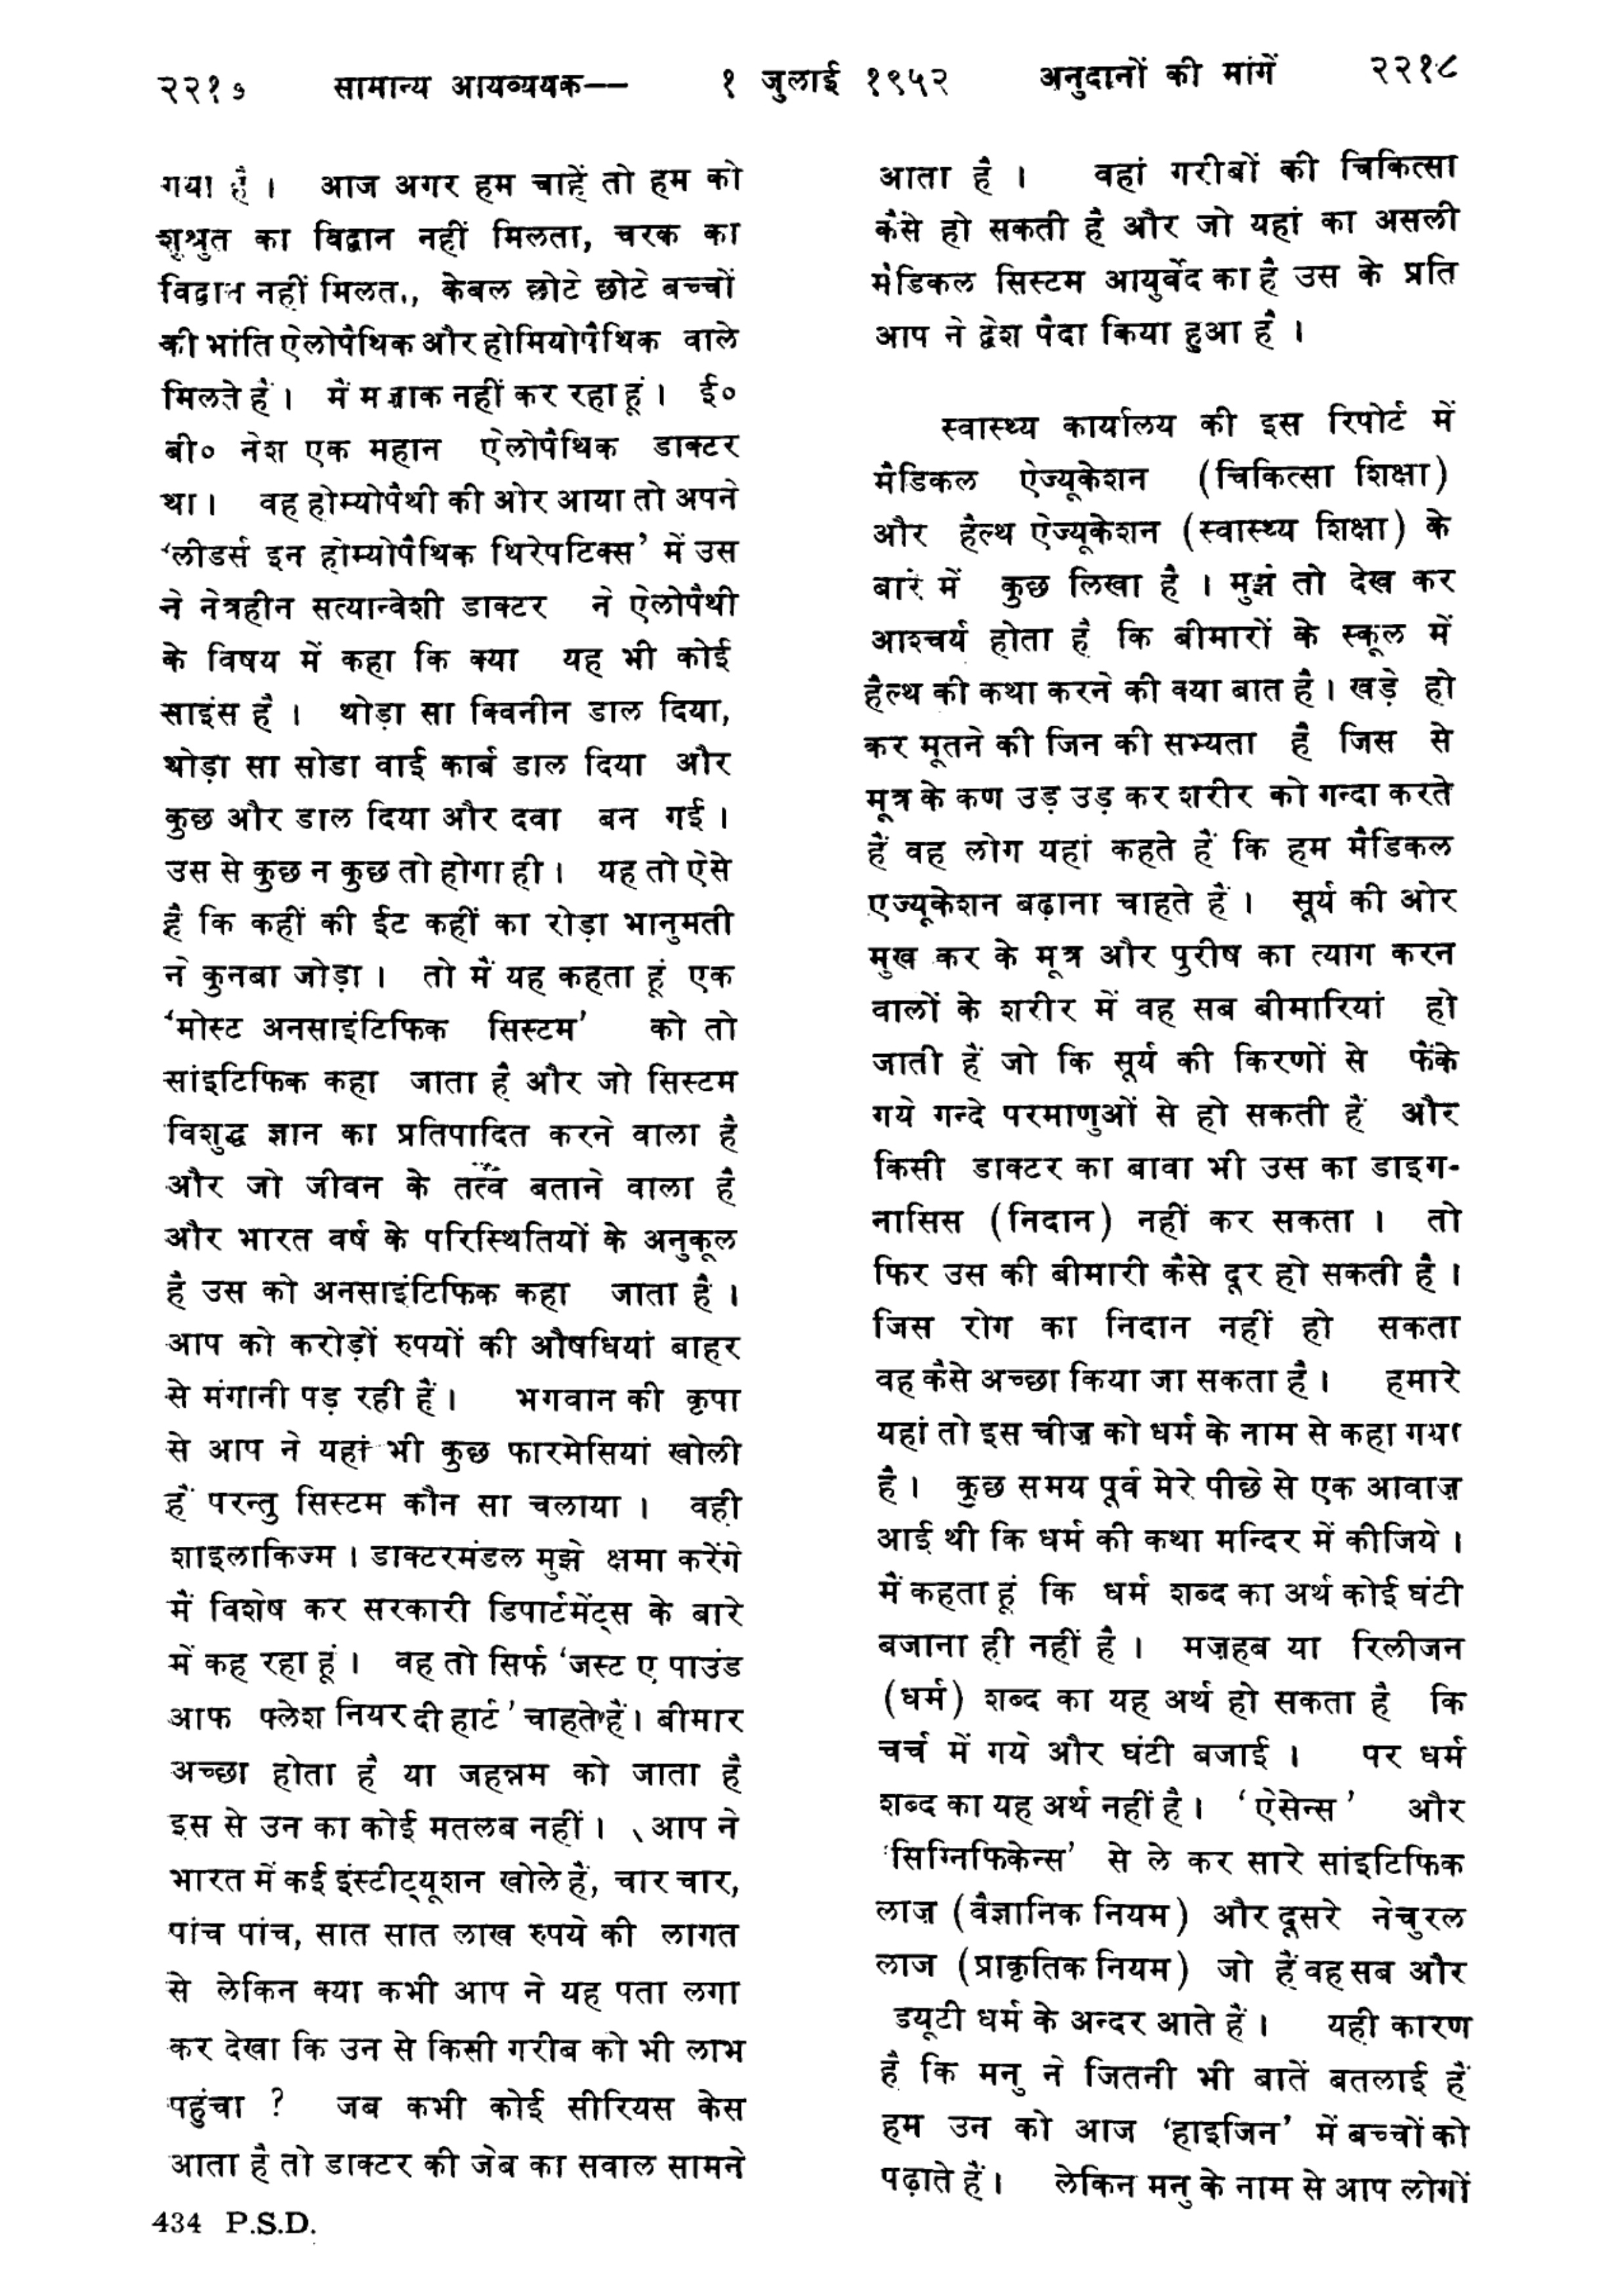 २२१७ सामान्य आयव्ययक–– १ जुलाई १९५२ अनुदानों की मांगें २२१८
गया है । आज अगर हम चाहें तो हम को
शुश्रुत का विद्वान नहीं मिलता, चरक का
विद्वान नहीं मिलता, केवल छोटे छोटे बच्चों
की भांति ऐलोपैथिक और होमियोपैथिक वाले
मिलते हैं । मैं मज़ाक नहीं कर रहा हूं । ई०
बी० नेश एक महान ऐलोपैथिक डाक्टर
था । वह होम्योपैथी की ओर आया तो अपने
‘लीडर्स इन होम्योपैथिक थिरेपटिक्स’ में उस
ने नेत्रहीन सत्यान्वेशी डाक्टर ने ऐलोपैथी
के विषय में कहा कि क्या यह भी कोई
साइंस है । थोड़ा सा क्विनीन डाल दिया,
थोड़ा सा सोडा वाई कार्ब डाल दिया और
कुछ और डाल दिया और दवा बन गई ।
उस से कुछ न कुछ तो होगा ही । यह तो ऐसे
है कि कहीं की ईट कहीं का रोड़ा भानुमती
ने कुनबा जोड़ा । तो मैं यह कहता हूं एक
‘मोस्ट अनसाइंटिफिक सिस्टम’ को तो
सांइटिफिक कहा जाता है और जो सिस्टम
विशुद्ध ज्ञान का प्रतिपादित करने वाला है
और जो जीवन के तत्व बताने वाला है
और भारत वर्ष के परिस्थितियों के अनुकूल
है उस को अनसाइंटिफिक कहा जाता है ।
आप को करोड़ों रुपयों की औषधियां बाहर
से मंगानी पड़ रही हैं । भगवान की कृपा
से आप ने यहां भी कुछ फारमेसियां खोली
हैं परन्तु सिस्टम कौन सा चलाया । वही
शाइलाकिज्म । डाक्टरमंडल मुझे क्षमा करेंगे
मैं विशेष कर सरकारी डिपार्टमेंट्स के बारे
में कह रहा हूं । वह तो सिर्फ ‘जस्ट ए पाउंड
आफ फ्लेश नियर दी हार्ट’ चाहते हैं । बीमार
अच्छा होता है या जहन्नम को जाता है
इस से उन का कोई मतलब नहीं । आप ने
भारत में कई इंस्टीट्यूशन खोले हैं, चार चार,
पांच पांच, सात सात लाख रुपये की लागत
से लेकिन क्या कभी आप ने यह पता लगा
कर देखा कि उन से किसी गरीब को भी लाभ
पहुंचा ? जब कभी कोई सीरियस केस
आता है तो डाक्टर की जेब का सवाल सामने
434 P.S.D.
आता है । वहां गरीबों की चिकित्सा
कैसे हो सकती है और जो यहां का असली
मैडिकल सिस्टम आयुर्वेद का है उस के प्रति
आप ने द्वेश पैदा किया हुआ है ।
स्वास्थ्य कार्यालय की इस रिपोर्ट में
मैडिकल ऐज्यूकेशन (चिकित्सा शिक्षा)
और हैल्थ ऐज्यूकेशन (स्वास्थ्य शिक्षा) के
बारे में कुछ लिखा है । मुझे तो देख कर
आश्चर्य होता है कि बीमारों के स्कूल में
हैल्थ की कथा करने की क्या बात है । खड़े हो
कर मूतने की जिन की सभ्यता है जिस से
मूत्र के कण उड़ उड़ कर शरीर को गन्दा करते
हैं वह लोग यहां कहते हैं कि हम मैडिकल
एज्यूकेशन बढ़ाना चाहते हैं । सूर्य की ओर
मुख कर के मूत्र और पुरीष का त्याग करन
वालों के शरीर में वह सब बीमारियां हो
जाती हैं जो कि सूर्य की किरणों से फेंके
गये गन्दे परमाणुओं से हो सकती हैं और
किसी डाक्टर का बावा भी उस का डाइग-
नासिस (निदान) नहीं कर सकता । तो
फिर उस की बीमारी कैसे दूर हो सकती है ।
जिस रोग का निदान नहीं हो सकता
वह कैसे अच्छा किया जा सकता है । हमारे
यहां तो इस चीज़ को धर्म के नाम से कहा गया
है । कुछ समय पूर्व मेरे पीछे से एक आवाज़
आई थी कि धर्म की कथा मन्दिर में कीजिये ।
मैं कहता हूं कि धर्म शब्द का अर्थ कोई घंटी
बजाना ही नहीं है । मज़हब या रिलीजन
(धर्म) शब्द का यह अर्थ हो सकता है कि
चर्च में गये और घंटी बजाई । पर धर्म
शब्द का यह अर्थ नहीं है । ‘ऐसेन्स’ और
‘सिग्निफिकेन्स’ से ले कर सारे सांइटिफिक
लाज़ (वैज्ञानिक नियम) और दूसरे नेचुरल
लाज (प्राकृतिक नियम) जो हैं वह सब और
डयूटी धर्म के अन्दर आते हैं । यही कारण
है कि मनु ने जितनी भी बातें बतलाई हैं
हम उन को आज ‘हाइजिन’ में बच्चों को
पढ़ाते हैं । लेकिन मनु के नाम से आप लोगों